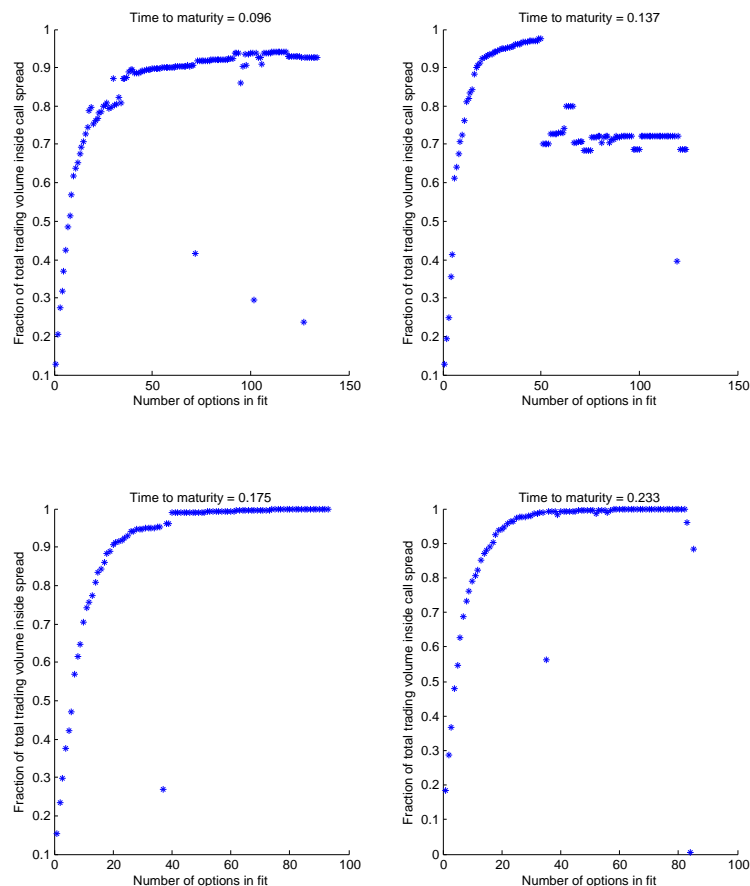 Time to maturity = 0.096
1
0.9
0.8
0.7
0.6
0.5
0.4
0.3
0.2
0.1
Fraction of total trading volume inside call spread
0 50 100 150
Number of options in fit
Time to maturity = 0.137
1
0.9
0.8
0.7
0.6
0.5
0.4
0.3
0.2
0.1
Fraction of total trading volume inside call spread
0 50 100 150
Number of options in fit
Time to maturity = 0.175
1
0.9
0.8
0.7
0.6
0.5
0.4
0.3
0.2
0.1
Fraction of total trading volume inside call spread
0 20 40 60 80 100
Number of options in fit
Time to maturity = 0.233
1
0.9
0.8
0.7
0.6
0.5
0.4
0.3
0.2
0.1
0
Fraction of total trading volume inside call spread
0 20 40 60 80 100
Number of options in fit